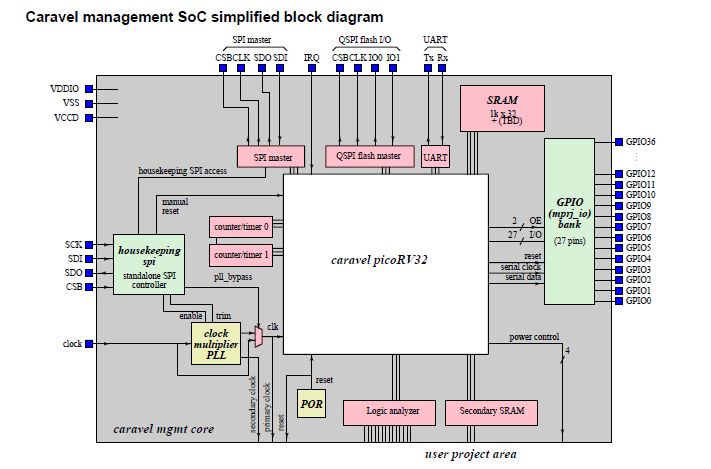 Caravel management SoC simplified block diagram
SPI master
QSPI flash I/O
UART
CSB CLK SDO SDI
IRQ
CSB CLK IO0 IO1
Tx Rx
VDDIO
VSS
VCCD
SRAM
1k x 32
+ (TBD)
SPI master
QSPI flash master
UART
housekeeping SPI access
manual
reset
counter/timer 0
counter/timer 1
caravel picoRV32
GPIO
(mprj_io)
bank
(27 pins)
2 OE
27 I/O
reset
serial clock
serial data
GPIO36
GPIO12
GPIO11
GPIO10
GPIO9
GPIO8
GPIO7
GPIO6
GPIO5
GPIO4
GPIO3
GPIO2
GPIO1
GPIO0
SCK
SDI
SDO
CSB
housekeeping
spi
standalone SPI
controller
pll_bypass
enable
trim
clk
clock
clock
multiplier
PLL
power control
4
secondary clock
primary clock
reset
reset
POR
Logic analyzer
Secondary SRAM
caravel mgmt core
user project area